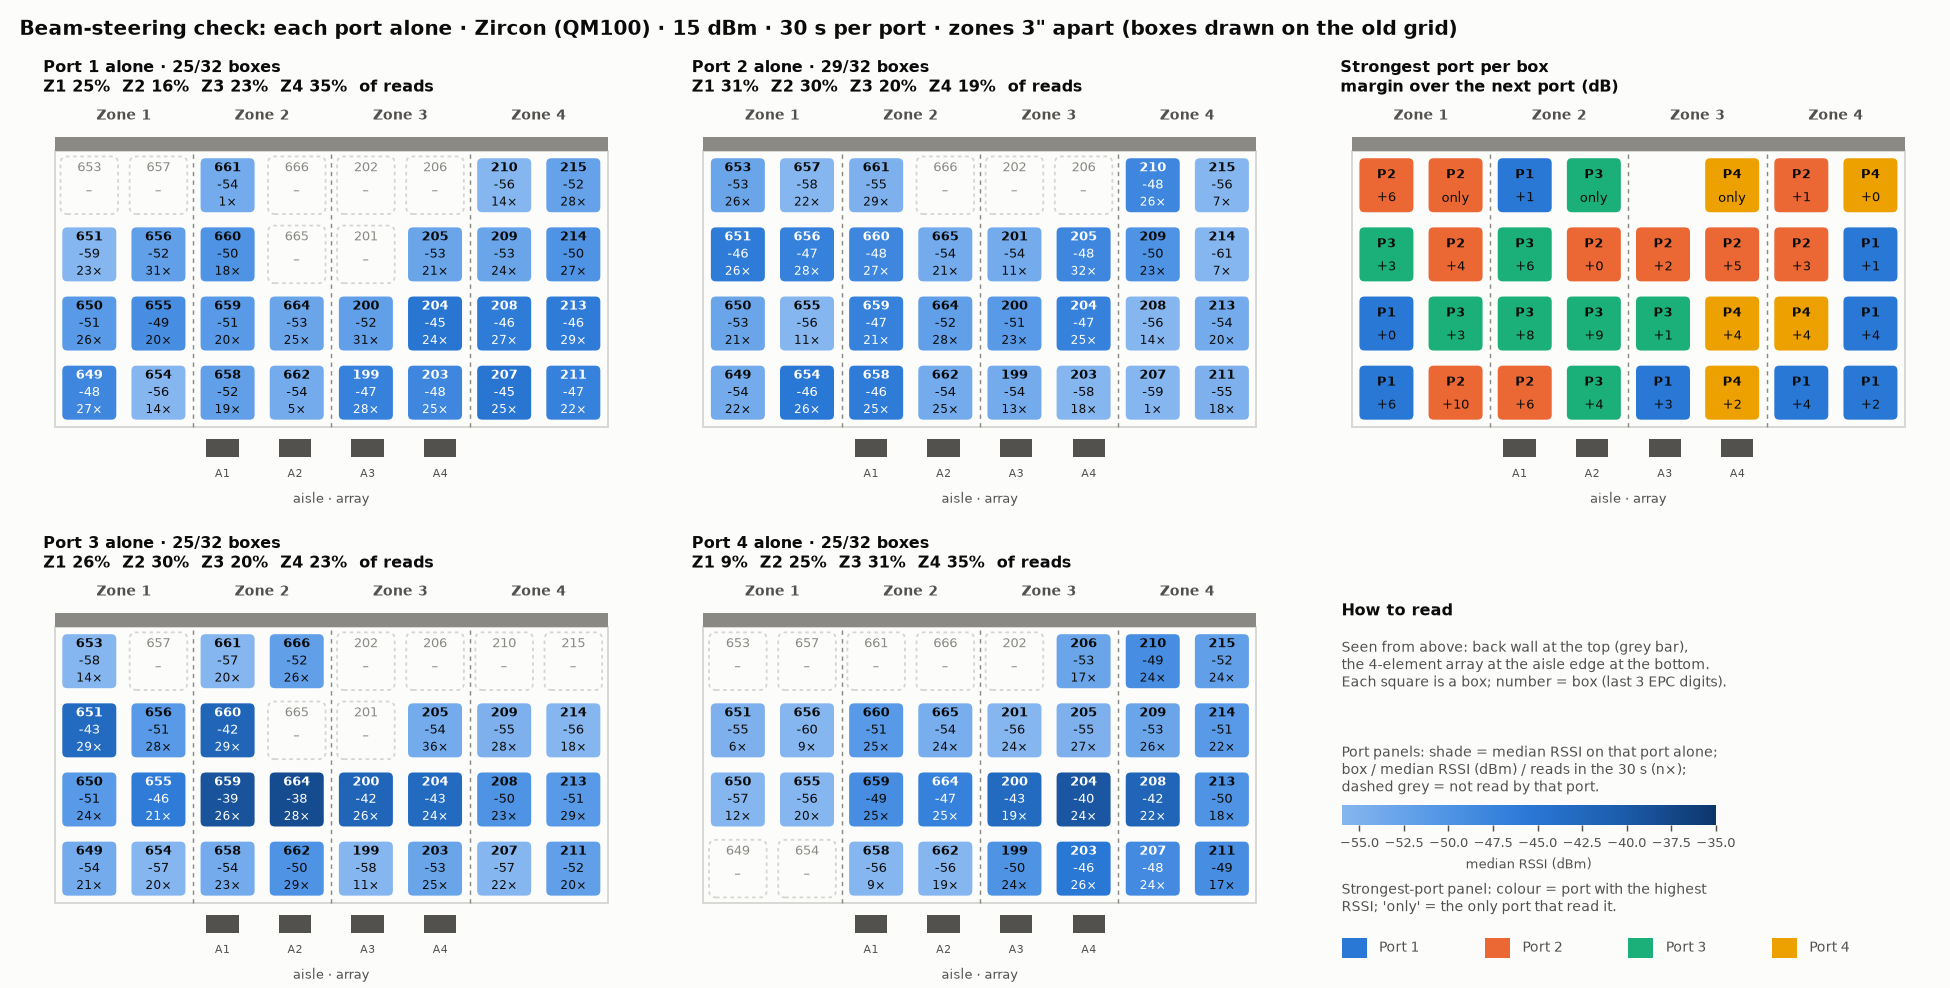 Beam-steering check: each port alone · Zircon (QM100) · 15 dBm · 30 s per port · zones 3" apart (boxes drawn on the old grid)
Port 1 alone · 25/32 boxes
Z1 25%  Z2 16%  Z3 23%  Z4 35%  of reads
Zone 1 Zone 2 Zone 3 Zone 4
653 657 661 666 202 206 210 215
– – -54 – – – -56 -52
1× 14× 28×
651 656 660 665 201 205 209 214
-59 -52 -50 – – -53 -53 -50
23× 31× 18× 21× 24× 27×
650 655 659 664 200 204 208 213
-51 -49 -51 -53 -52 -45 -46 -46
26× 20× 20× 25× 31× 24× 27× 29×
649 654 658 662 199 203 207 211
-48 -56 -52 -54 -47 -48 -45 -47
27× 14× 19× 5× 28× 25× 25× 22×
A1 A2 A3 A4
aisle · array
Port 2 alone · 29/32 boxes
Z1 31%  Z2 30%  Z3 20%  Z4 19%  of reads
Zone 1 Zone 2 Zone 3 Zone 4
653 657 661 666 202 206 210 215
-53 -58 -55 – – – -48 -56
26× 22× 29× 26× 7×
651 656 660 665 201 205 209 214
-46 -47 -48 -54 -54 -48 -50 -61
26× 28× 27× 21× 11× 32× 23× 7×
650 655 659 664 200 204 208 213
-53 -56 -47 -52 -51 -47 -56 -54
21× 11× 21× 28× 23× 25× 14× 20×
649 654 658 662 199 203 207 211
-54 -46 -46 -54 -54 -58 -59 -55
22× 26× 25× 25× 13× 18× 1× 18×
A1 A2 A3 A4
aisle · array
Strongest port per box
margin over the next port (dB)
Zone 1 Zone 2 Zone 3 Zone 4
P2 P2 P1 P3 P4 P2 P4
+6 only +1 only only +1 +0
P3 P2 P3 P2 P2 P2 P2 P1
+3 +4 +6 +0 +2 +5 +3 +1
P1 P3 P3 P3 P3 P4 P4 P1
+0 +3 +8 +9 +1 +4 +4 +4
P1 P2 P2 P3 P1 P4 P1 P1
+6 +10 +6 +4 +3 +2 +4 +2
A1 A2 A3 A4
aisle · array
Port 3 alone · 25/32 boxes
Z1 26%  Z2 30%  Z3 20%  Z4 23%  of reads
Zone 1 Zone 2 Zone 3 Zone 4
653 657 661 666 202 206 210 215
-58 – -57 -52 – – – –
14× 20× 26×
651 656 660 665 201 205 209 214
-43 -51 -42 – – -54 -55 -56
29× 28× 29× 36× 28× 18×
650 655 659 664 200 204 208 213
-51 -46 -39 -38 -42 -43 -50 -51
24× 21× 26× 28× 26× 24× 23× 29×
649 654 658 662 199 203 207 211
-54 -57 -54 -50 -58 -53 -57 -52
21× 20× 23× 29× 11× 25× 22× 20×
A1 A2 A3 A4
aisle · array
Port 4 alone · 25/32 boxes
Z1 9%  Z2 25%  Z3 31%  Z4 35%  of reads
Zone 1 Zone 2 Zone 3 Zone 4
653 657 661 666 202 206 210 215
– – – – – -53 -49 -52
17× 24× 24×
651 656 660 665 201 205 209 214
-55 -60 -51 -54 -56 -55 -53 -51
6× 9× 25× 24× 24× 27× 26× 22×
650 655 659 664 200 204 208 213
-57 -56 -49 -47 -43 -40 -42 -50
12× 20× 25× 25× 19× 24× 22× 18×
649 654 658 662 199 203 207 211
– – -56 -56 -50 -46 -48 -49
9× 19× 24× 26× 24× 17×
A1 A2 A3 A4
aisle · array
How to read
Seen from above: back wall at the top (grey bar),
the 4-element array at the aisle edge at the bottom.
Each square is a box; number = box (last 3 EPC digits).
Port panels: shade = median RSSI on that port alone;
box / median RSSI (dBm) / reads in the 30 s (n×);
dashed grey = not read by that port.
−55.0 −52.5 −50.0 −47.5 −45.0 −42.5 −40.0 −37.5 −35.0
median RSSI (dBm)
Strongest-port panel: colour = port with the highest
RSSI; 'only' = the only port that read it.
Port 1 Port 2 Port 3 Port 4